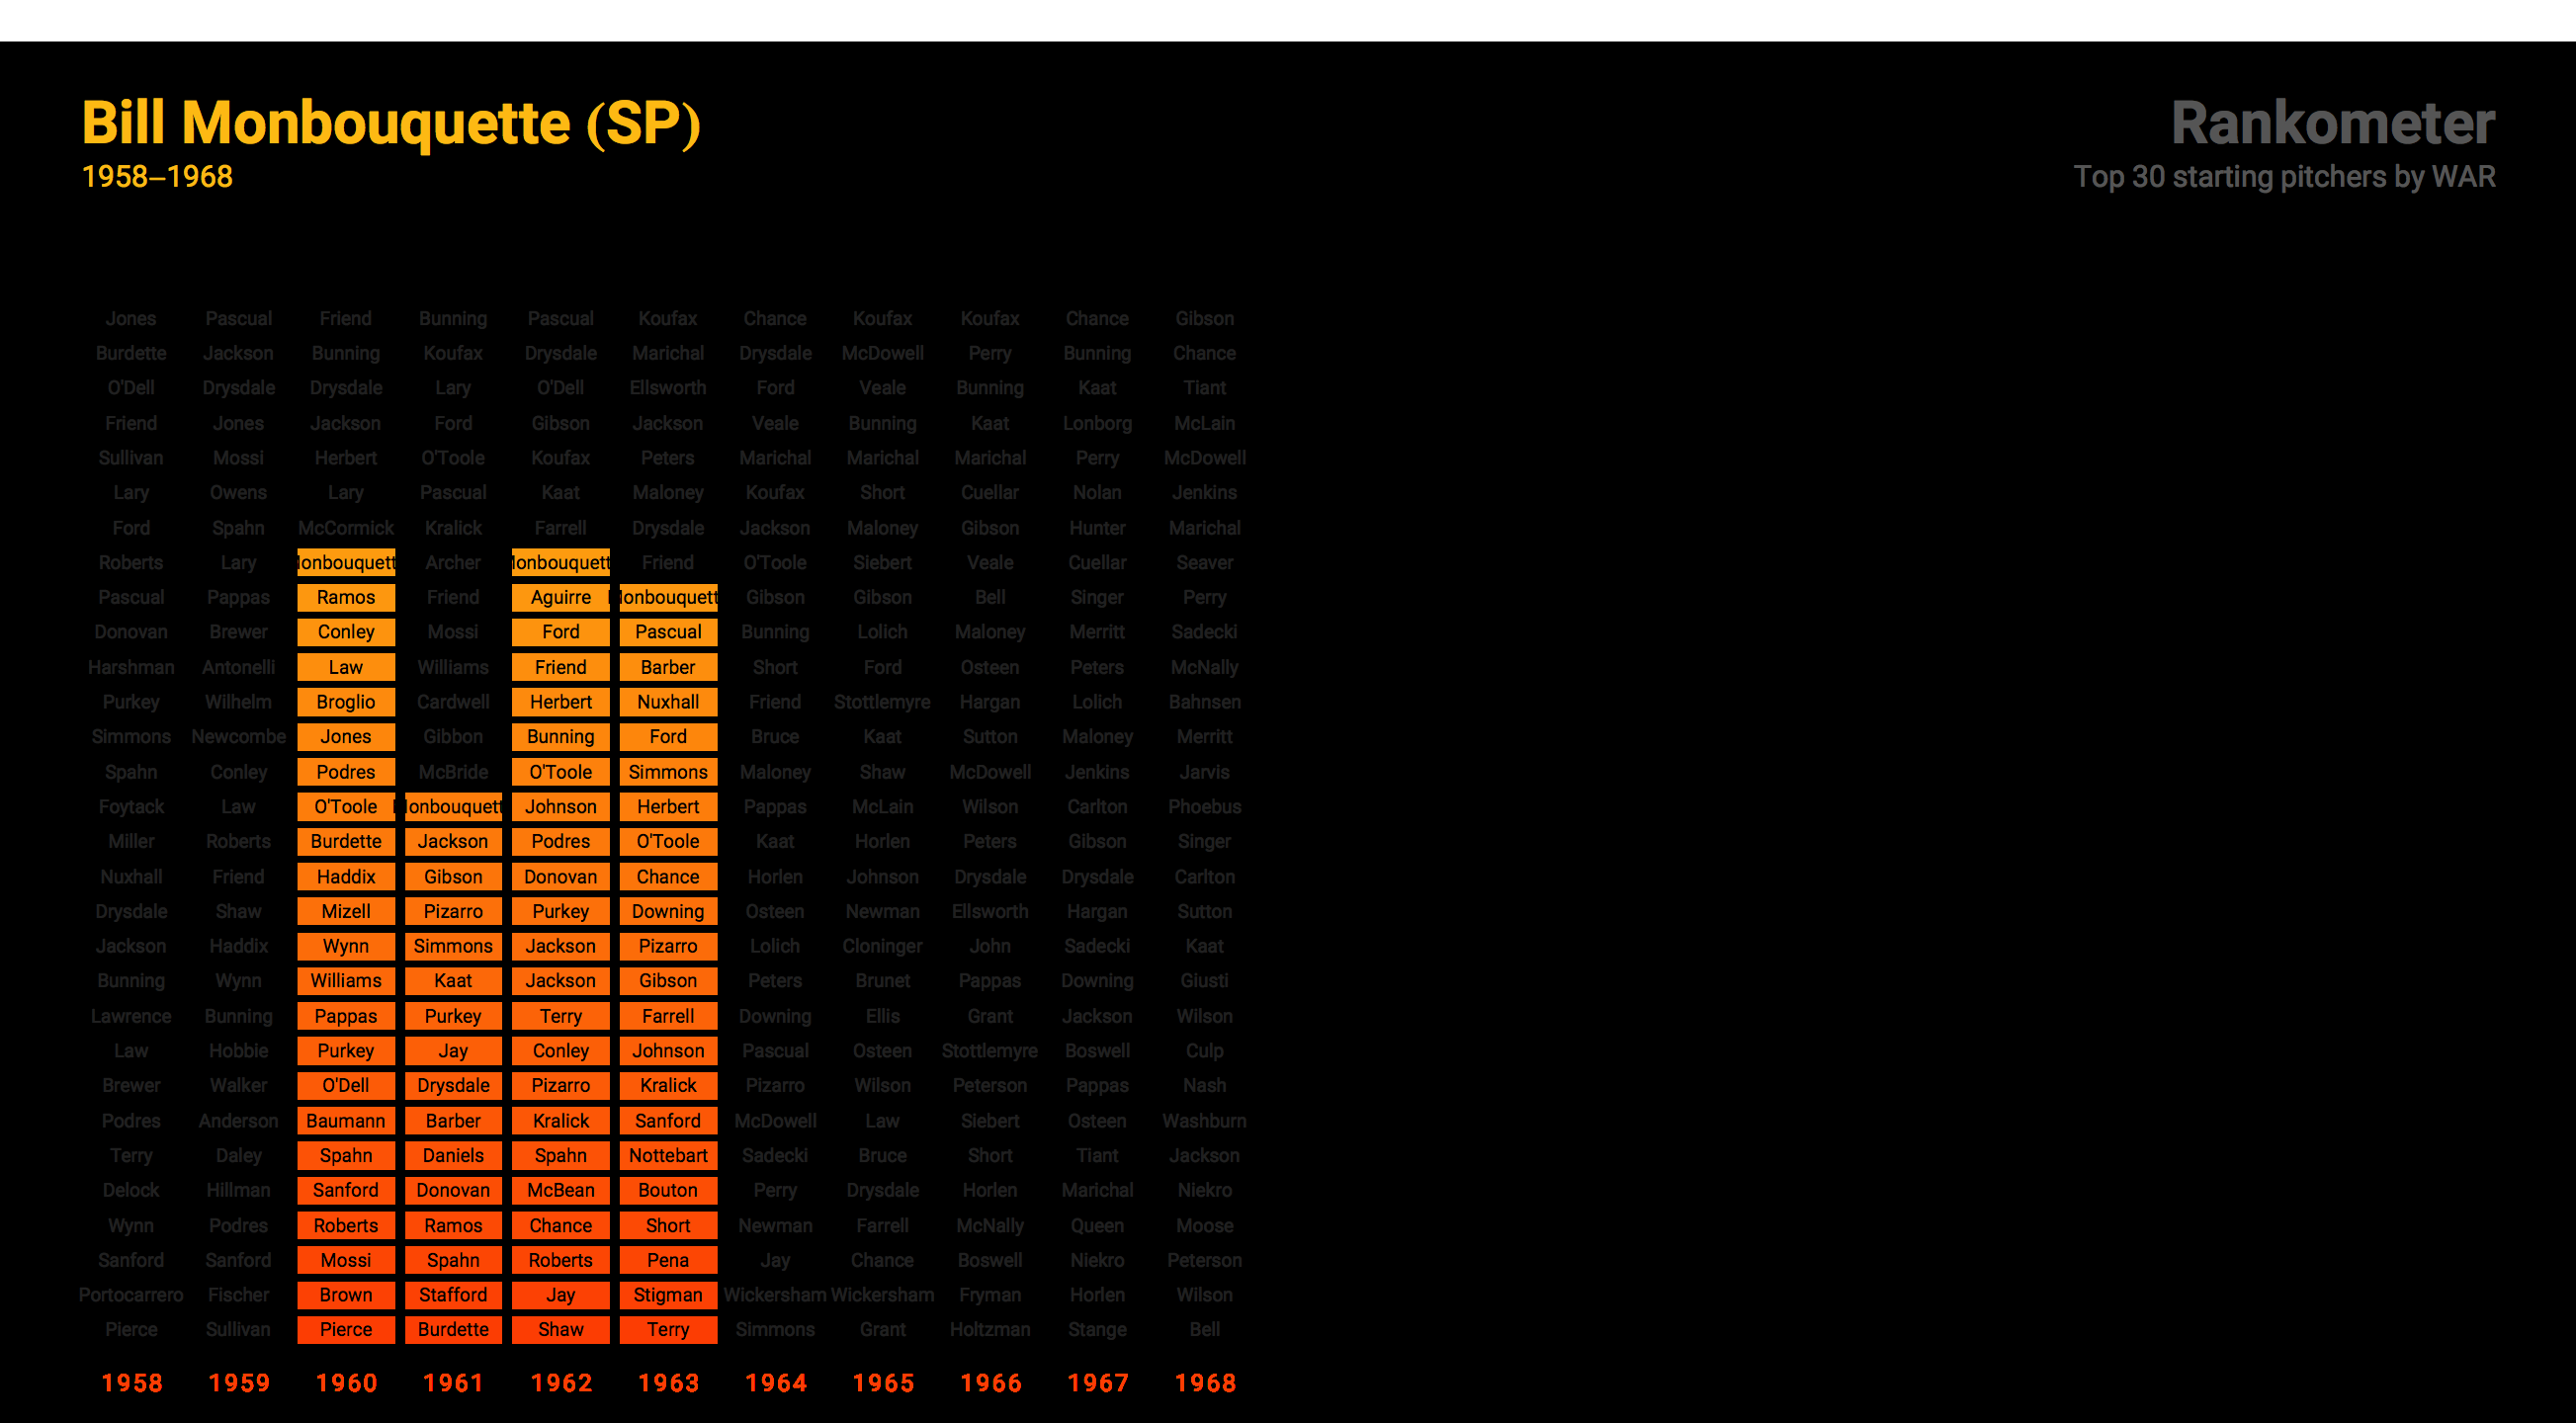 Bill Monbouquette (SP)
1958–1968
Rankometer
Top 30 starting pitchers by WAR
Jones Pascual Friend Bunning Pascual Koufax Chance Koufax Koufax Chance Gibson
Burdette Jackson Bunning Koufax Drysdale Marichal Drysdale McDowell Perry Bunning Chance
O'Dell Drysdale Drysdale Lary O'Dell Ellsworth Ford Veale Bunning Kaat Tiant
Friend Jones Jackson Ford Gibson Jackson Veale Bunning Kaat Lonborg McLain
Sullivan Mossi Herbert O'Toole Koufax Peters Marichal Marichal Marichal Perry McDowell
Lary Owens Lary Pascual Kaat Maloney Koufax Short Cuellar Nolan Jenkins
Ford Spahn McCormick Kralick Farrell Drysdale Jackson Maloney Gibson Hunter Marichal
Roberts Lary onbouquett Archer onbouquett Friend O'Toole Siebert Veale Cuellar Seaver
Pascual Pappas Ramos Friend Aguirre onbouquett Gibson Gibson Bell Singer Perry
Donovan Brewer Conley Mossi Ford Pascual Bunning Lolich Maloney Merritt Sadecki
Harshman Antonelli Law Williams Friend Barber Short Ford Osteen Peters McNally
Purkey Wilhelm Broglio Cardwell Herbert Nuxhall Friend Stottlemyre Hargan Lolich Bahnsen
Simmons Newcombe Jones Gibbon Bunning Ford Bruce Kaat Sutton Maloney Merritt
Spahn Conley Podres McBride O'Toole Simmons Maloney Shaw McDowell Jenkins Jarvis
Foytack Law O'Toole onbouquett Johnson Herbert Pappas McLain Wilson Carlton Phoebus
Miller Roberts Burdette Jackson Podres O'Toole Kaat Horlen Peters Gibson Singer
Nuxhall Friend Haddix Gibson Donovan Chance Horlen Johnson Drysdale Drysdale Carlton
Drysdale Shaw Mizell Pizarro Purkey Downing Osteen Newman Ellsworth Hargan Sutton
Jackson Haddix Wynn Simmons Jackson Pizarro Lolich Cloninger John Sadecki Kaat
Bunning Wynn Williams Kaat Jackson Gibson Peters Brunet Pappas Downing Giusti
Lawrence Bunning Pappas Purkey Terry Farrell Downing Ellis Grant Jackson Wilson
Law Hobbie Purkey Jay Conley Johnson Pascual Osteen Stottlemyre Boswell Culp
Brewer Walker O'Dell Drysdale Pizarro Kralick Pizarro Wilson Peterson Pappas Nash
Podres Anderson Baumann Barber Kralick Sanford McDowell Law Siebert Osteen Washburn
Terry Daley Spahn Daniels Spahn Nottebart Sadecki Bruce Short Tiant Jackson
Delock Hillman Sanford Donovan McBean Bouton Perry Drysdale Horlen Marichal Niekro
Wynn Podres Roberts Ramos Chance Short Newman Farrell McNally Queen Moose
Sanford Sanford Mossi Spahn Roberts Pena Jay Chance Boswell Niekro Peterson
Portocarrero Fischer Brown Stafford Jay Stigman Wickersham Wickersham Fryman Horlen Wilson
Pierce Sullivan Pierce Burdette Shaw Terry Simmons Grant Holtzman Stange Bell
1958 1959 1960 1961 1962 1963 1964 1965 1966 1967 1968